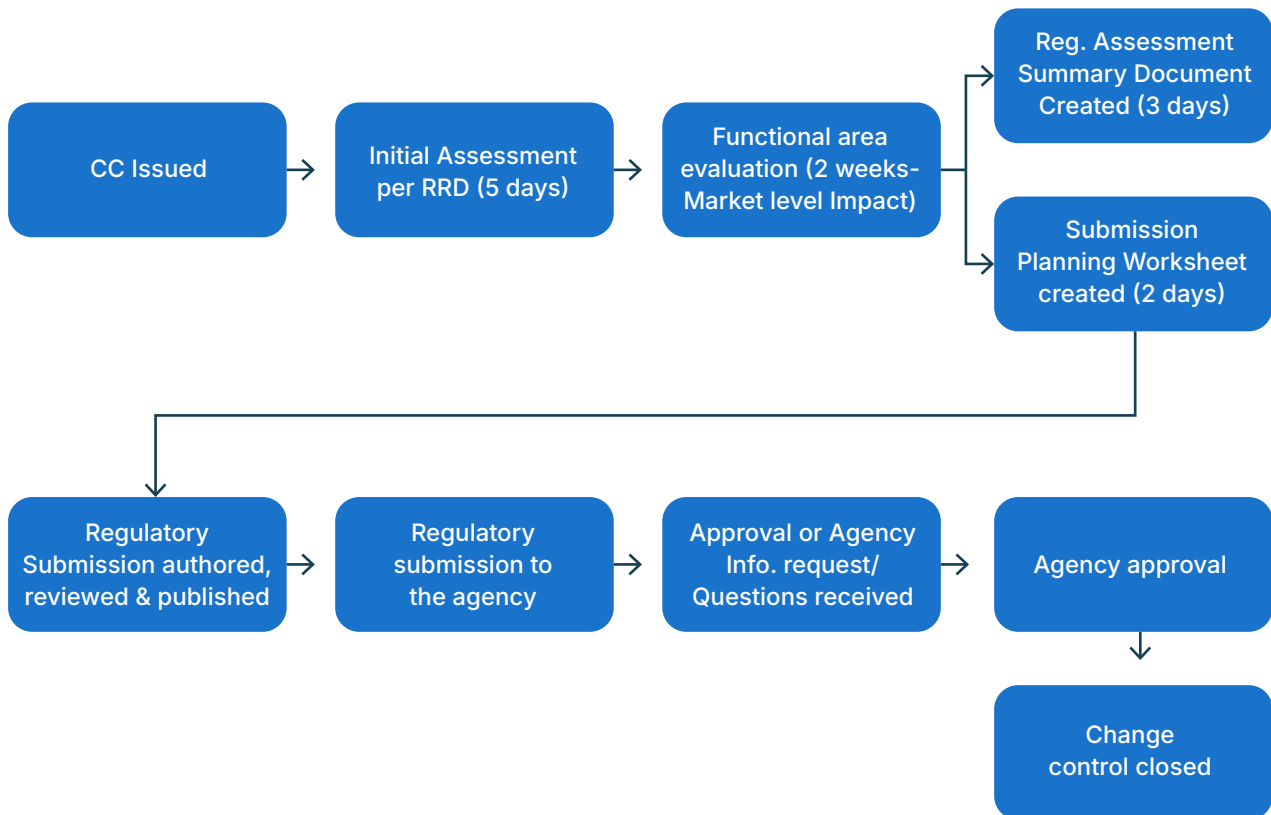 CC Issued
Initial Assessment
per RRD (5 days)
Functional area
evaluation (2 weeks-
Market level Impact)
Reg. Assessment
Summary Document
Created (3 days)
Submission
Planning Worksheet
created (2 days)
Regulatory
Submission authored,
reviewed & published
Regulatory
submission to
the agency
Approval or Agency
Info. request/
Questions received
Agency approval
Change
control closed